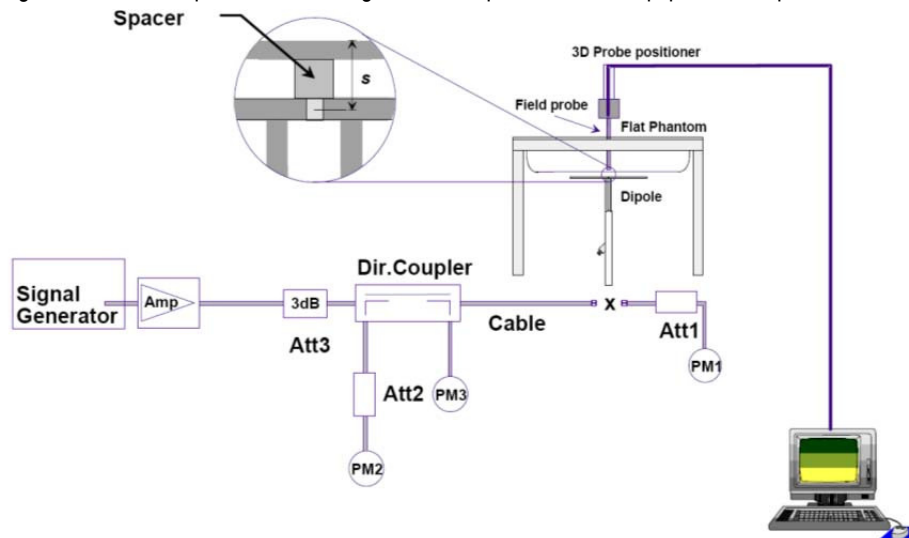 Spacer
s
3D Probe positioner
Field probe
Flat Phantom
Dipole
Dir.Coupler
Signal
Generator
Amp
3dB
Att3
Cable
X
Att1
PM1
Att2
PM3
PM2